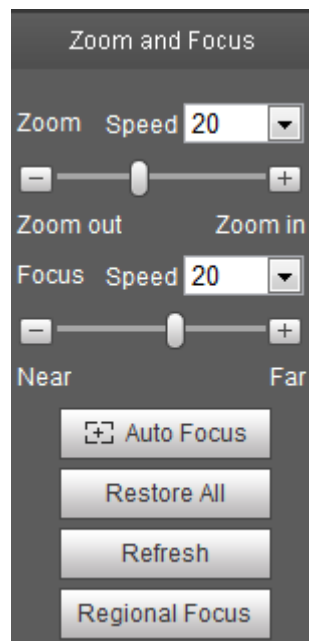 Zoom and Focus
Zoom Speed 20
Zoom out Zoom in
Focus Speed 20
Near Far
Auto Focus
Restore All
Refresh
Regional Focus